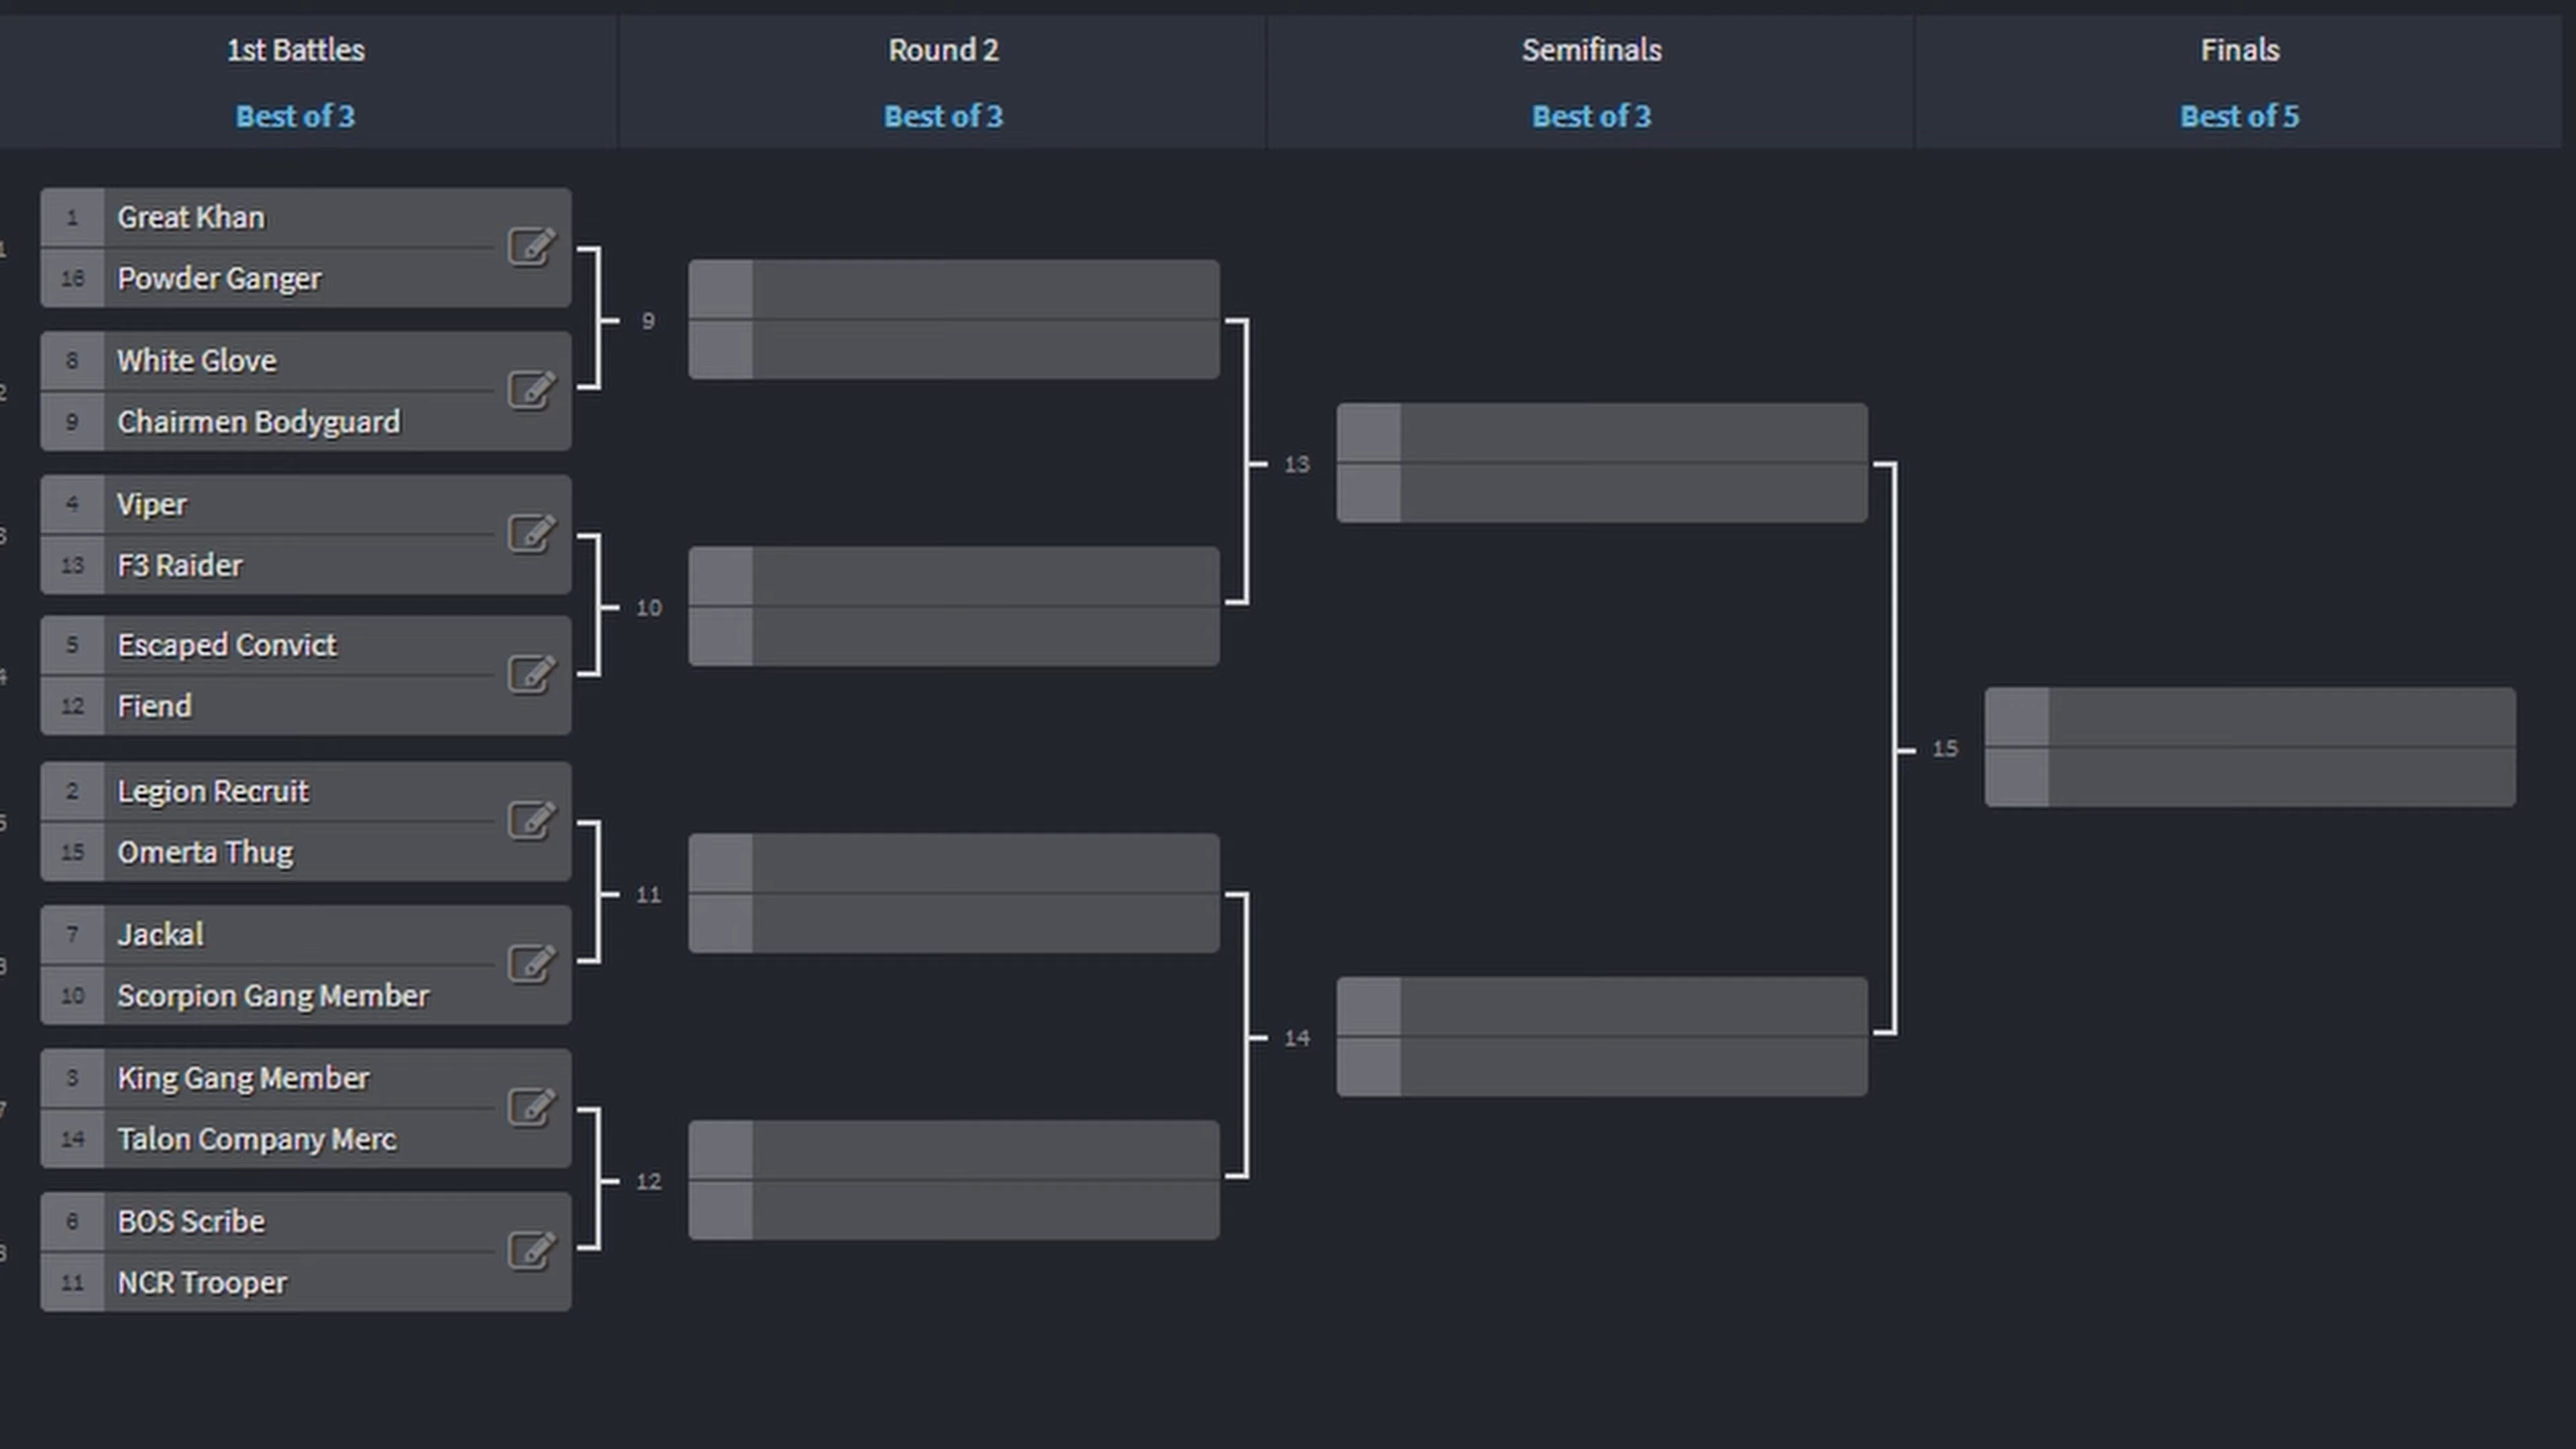 1st Battles
Round 2
Semifinals
Finals
Best of 3
Best of 3
Best of 3
Best of 5
1 Great Khan
16 Powder Ganger
8 White Glove
9 Chairmen Bodyguard
9
4 Viper
13 F3 Raider
5 Escaped Convict
12 Fiend
10
2 Legion Recruit
15 Omerta Thug
7 Jackal
10 Scorpion Gang Member
11
3 King Gang Member
14 Talon Company Merc
6 BOS Scribe
11 NCR Trooper
12
13
14
15